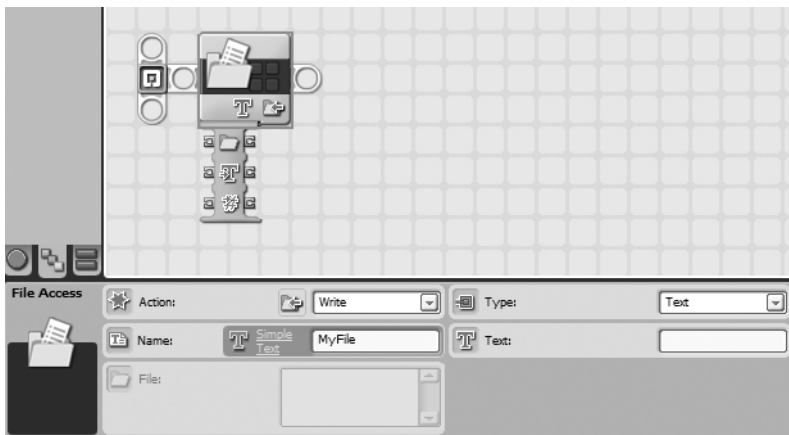 File Access
Action:
Write
Type:
Text
Name:
Simple
Text
MyFile
Text:
File: